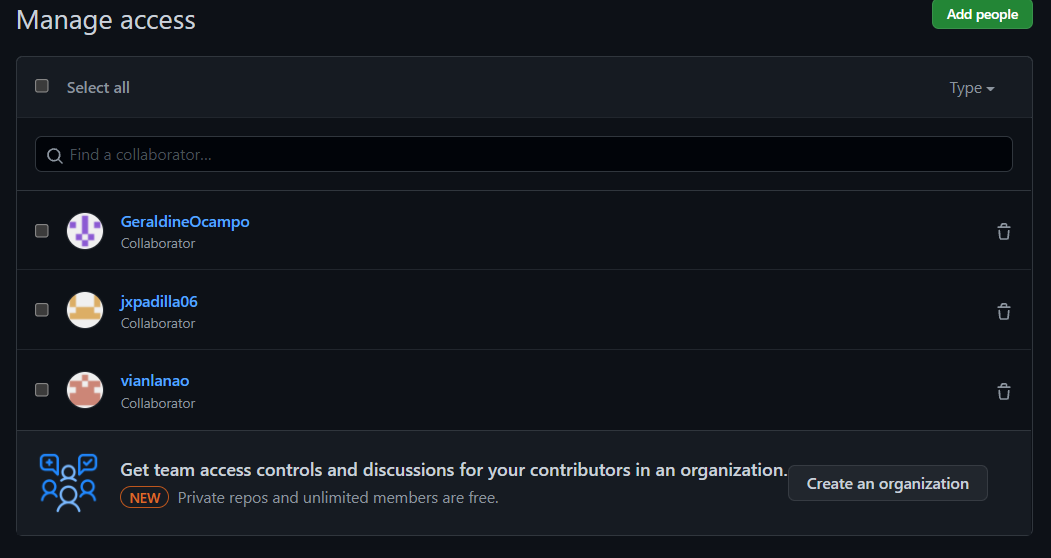 Manage access
Add people
Select all
Type
Find a collaborator...
GeraldineOcampo
Collaborator
jxpadilla06
Collaborator
vianlanao
Collaborator
Get team access controls and discussions for your contributors in an organization.
NEW Private repos and unlimited members are free.
Create an organization